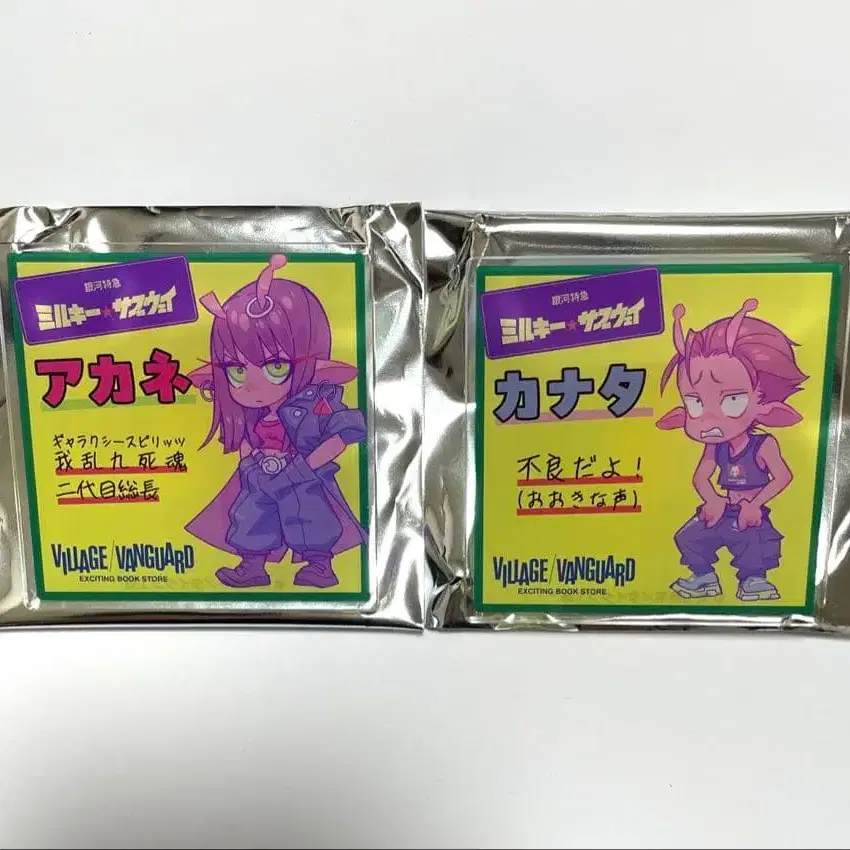 銀河特急
ミルキー★サブウェイ
アカネ
ギャラクシースピリッツ
我乱九死魂
二代目総長
VILLAGE/VANGUARD
EXCITING BOOK STORE
銀河特急
ミルキー★サブウェイ
カナタ
不良だよ!
(おおきな声)
VILLAGE/VANGUARD
EXCITING BOOK STORE